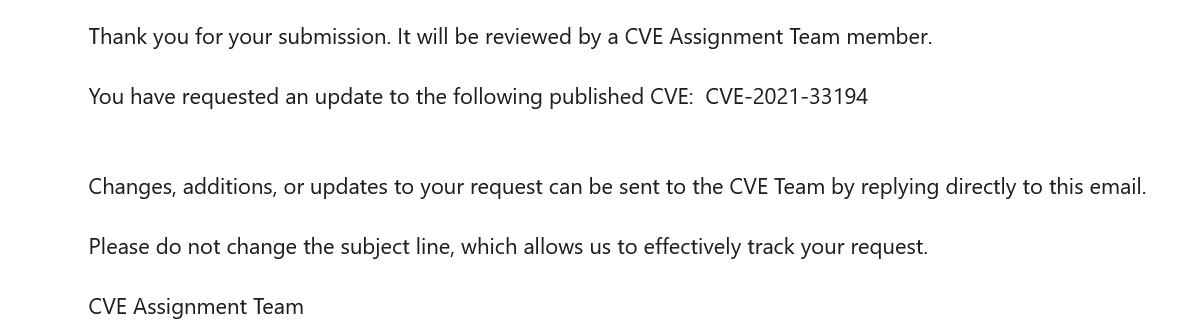 Thank you for your submission. It will be reviewed by a CVE Assignment Team member.
You have requested an update to the following published CVE:  CVE-2021-33194
Changes, additions, or updates to your request can be sent to the CVE Team by replying directly to this email.
Please do not change the subject line, which allows us to effectively track your request.
CVE Assignment Team